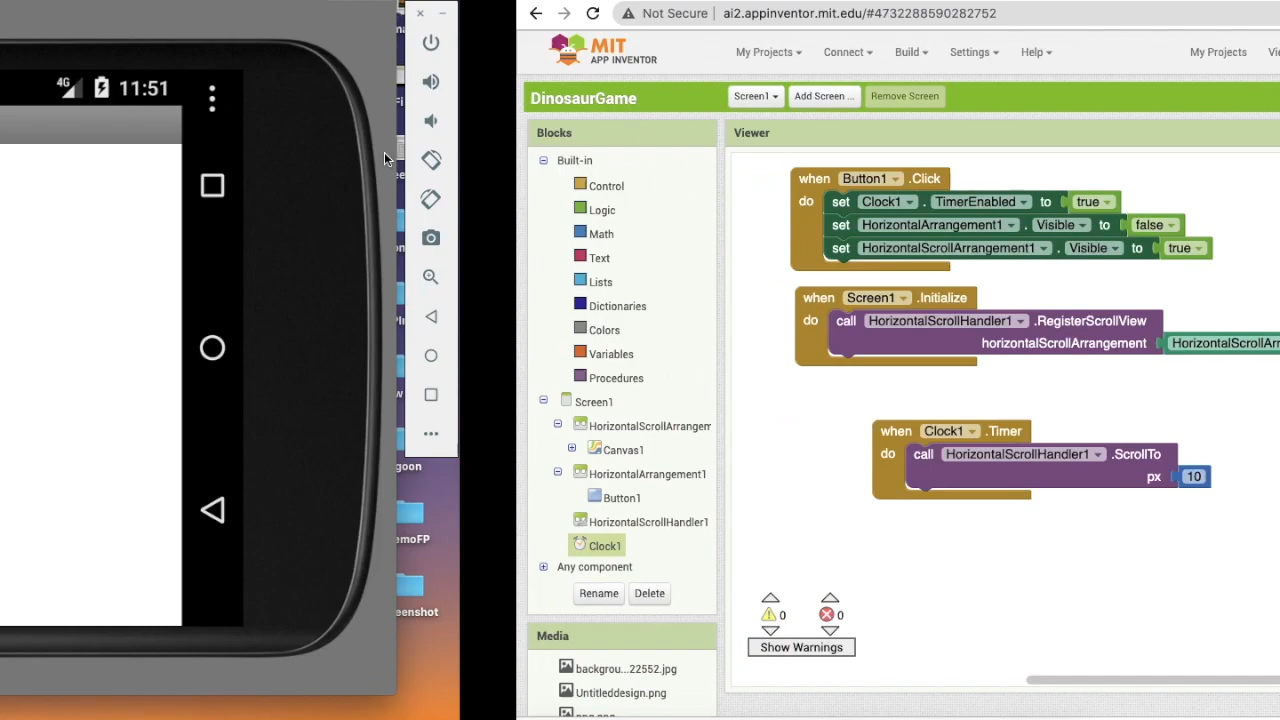 4G 11:51
Not Secure ai2.appinventor.mit.edu/#4732288590282752
MIT
APP INVENTOR
My Projects Connect Build Settings Help My Projects
DinosaurGame
Screen1 Add Screen ... Remove Screen
Blocks
Built-in
Control
Logic
Math
Text
Lists
Dictionaries
Colors
Variables
Procedures
Screen1
HorizontalScrollArrangem
Canvas1
HorizontalArrangement1
Button1
HorizontalScrollHandler1
Clock1
Any component
Rename Delete
Media
backgrou...22552.jpg
Untitleddesign.png
Viewer
when Button1 .Click
do set Clock1 . TimerEnabled to true
set HorizontalArrangement1 . Visible to false
set HorizontalScrollArrangement1 . Visible to true
when Screen1 .Initialize
do call HorizontalScrollHandler1 .RegisterScrollView
horizontalScrollArrangement HorizontalScrollArr
when Clock1 .Timer
do call HorizontalScrollHandler1 .ScrollTo
px 10
0 0
Show Warnings
goon
emoFP
eenshot